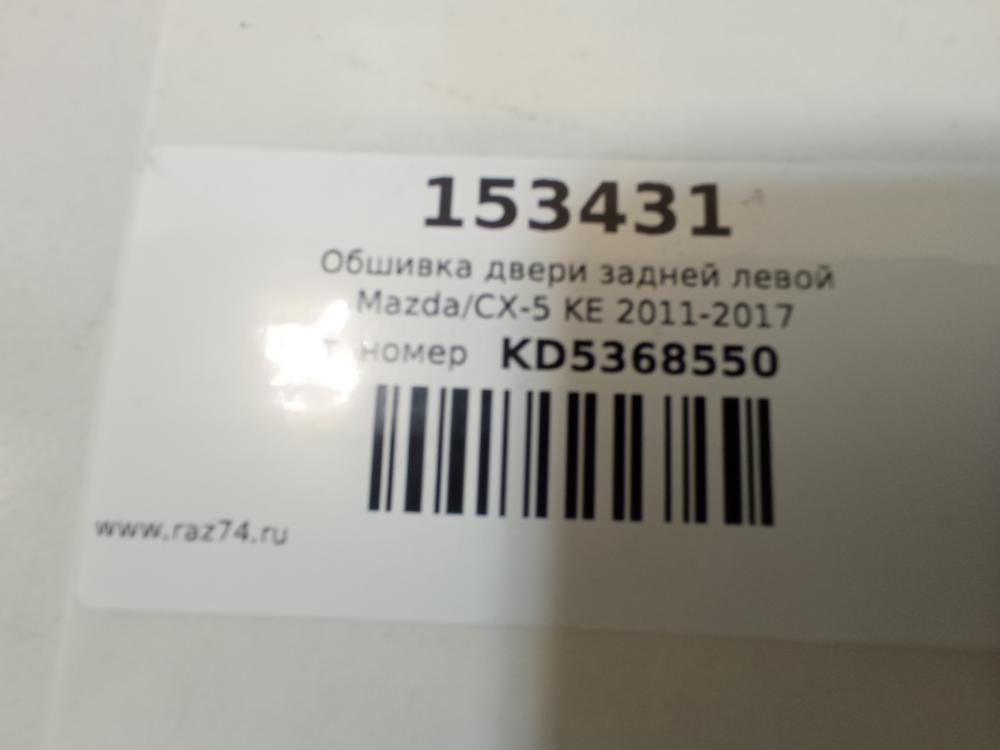 153431
Обшивка двери задней левой
Mazda/CX-5 KE 2011-2017
номер KD5368550
www.raz74.ru